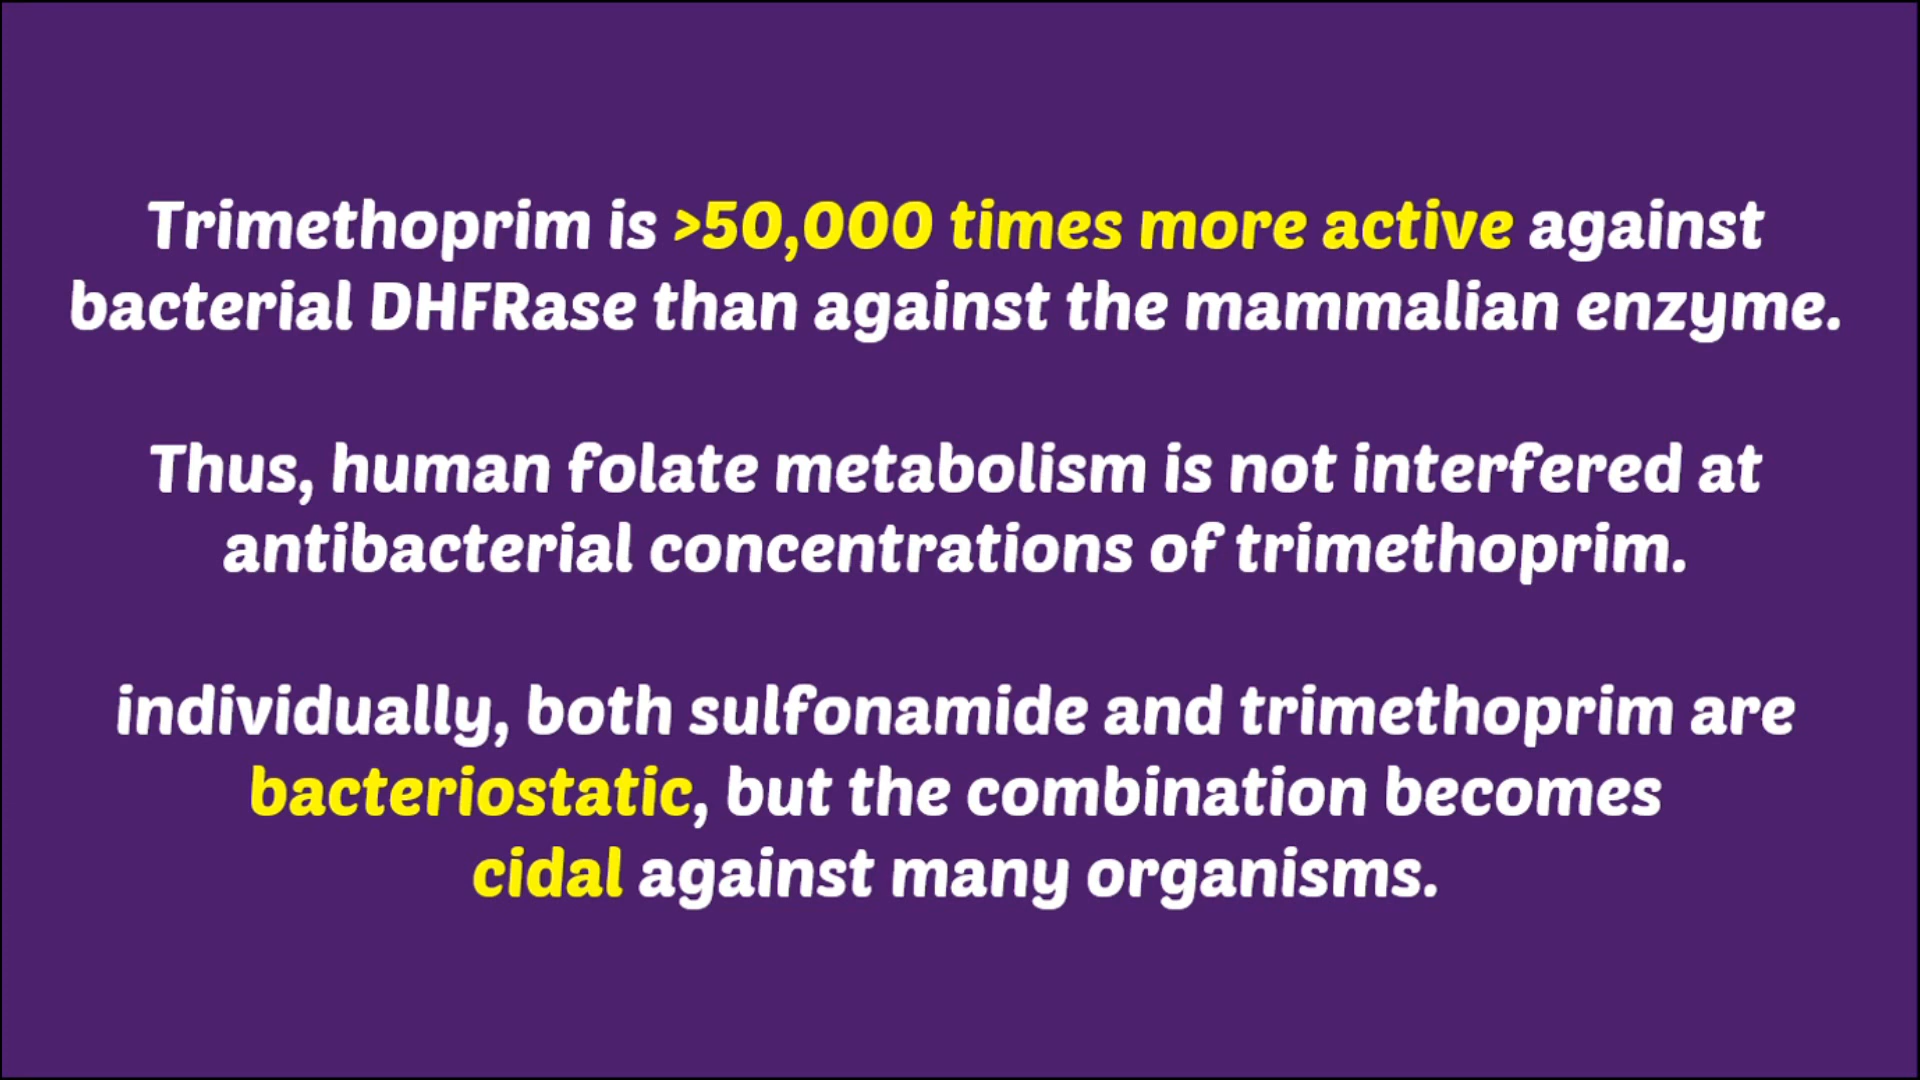 Trimethoprim is >50,000 times more active against
bacterial DHFRase than against the mammalian enzyme.
Thus, human folate metabolism is not interfered at
antibacterial concentrations of trimethoprim.
individually, both sulfonamide and trimethoprim are
bacteriostatic, but the combination becomes
cidal against many organisms.